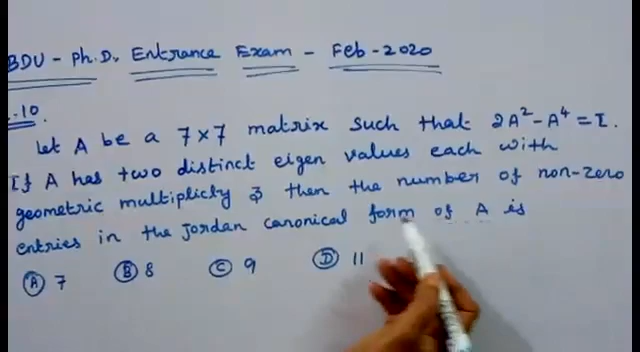 BDU - Ph.D. Entrance Exam - Feb-2020
.10.
Let A be a 7×7 matrix such that 2A² - A⁴ = I.
If A has two distinct eigen values each with
geometric multiplicity 3 then the number of non-zero
entries in the Jordan canonical form of A is
(A) 7 (B) 8 (C) 9 (D) 11